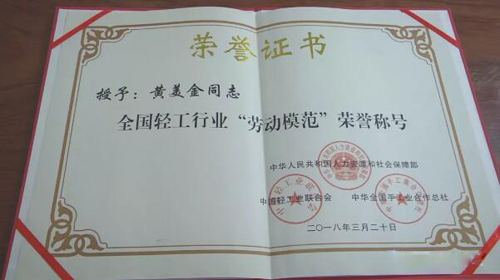 荣誉证书
授予：黄美金同志
全国轻工行业“劳动模范”荣誉称号
中华人民共和国人力资源和社会保障部
中国轻工业联合会 中华全国手工业合作总社
二〇一八年三月二十日